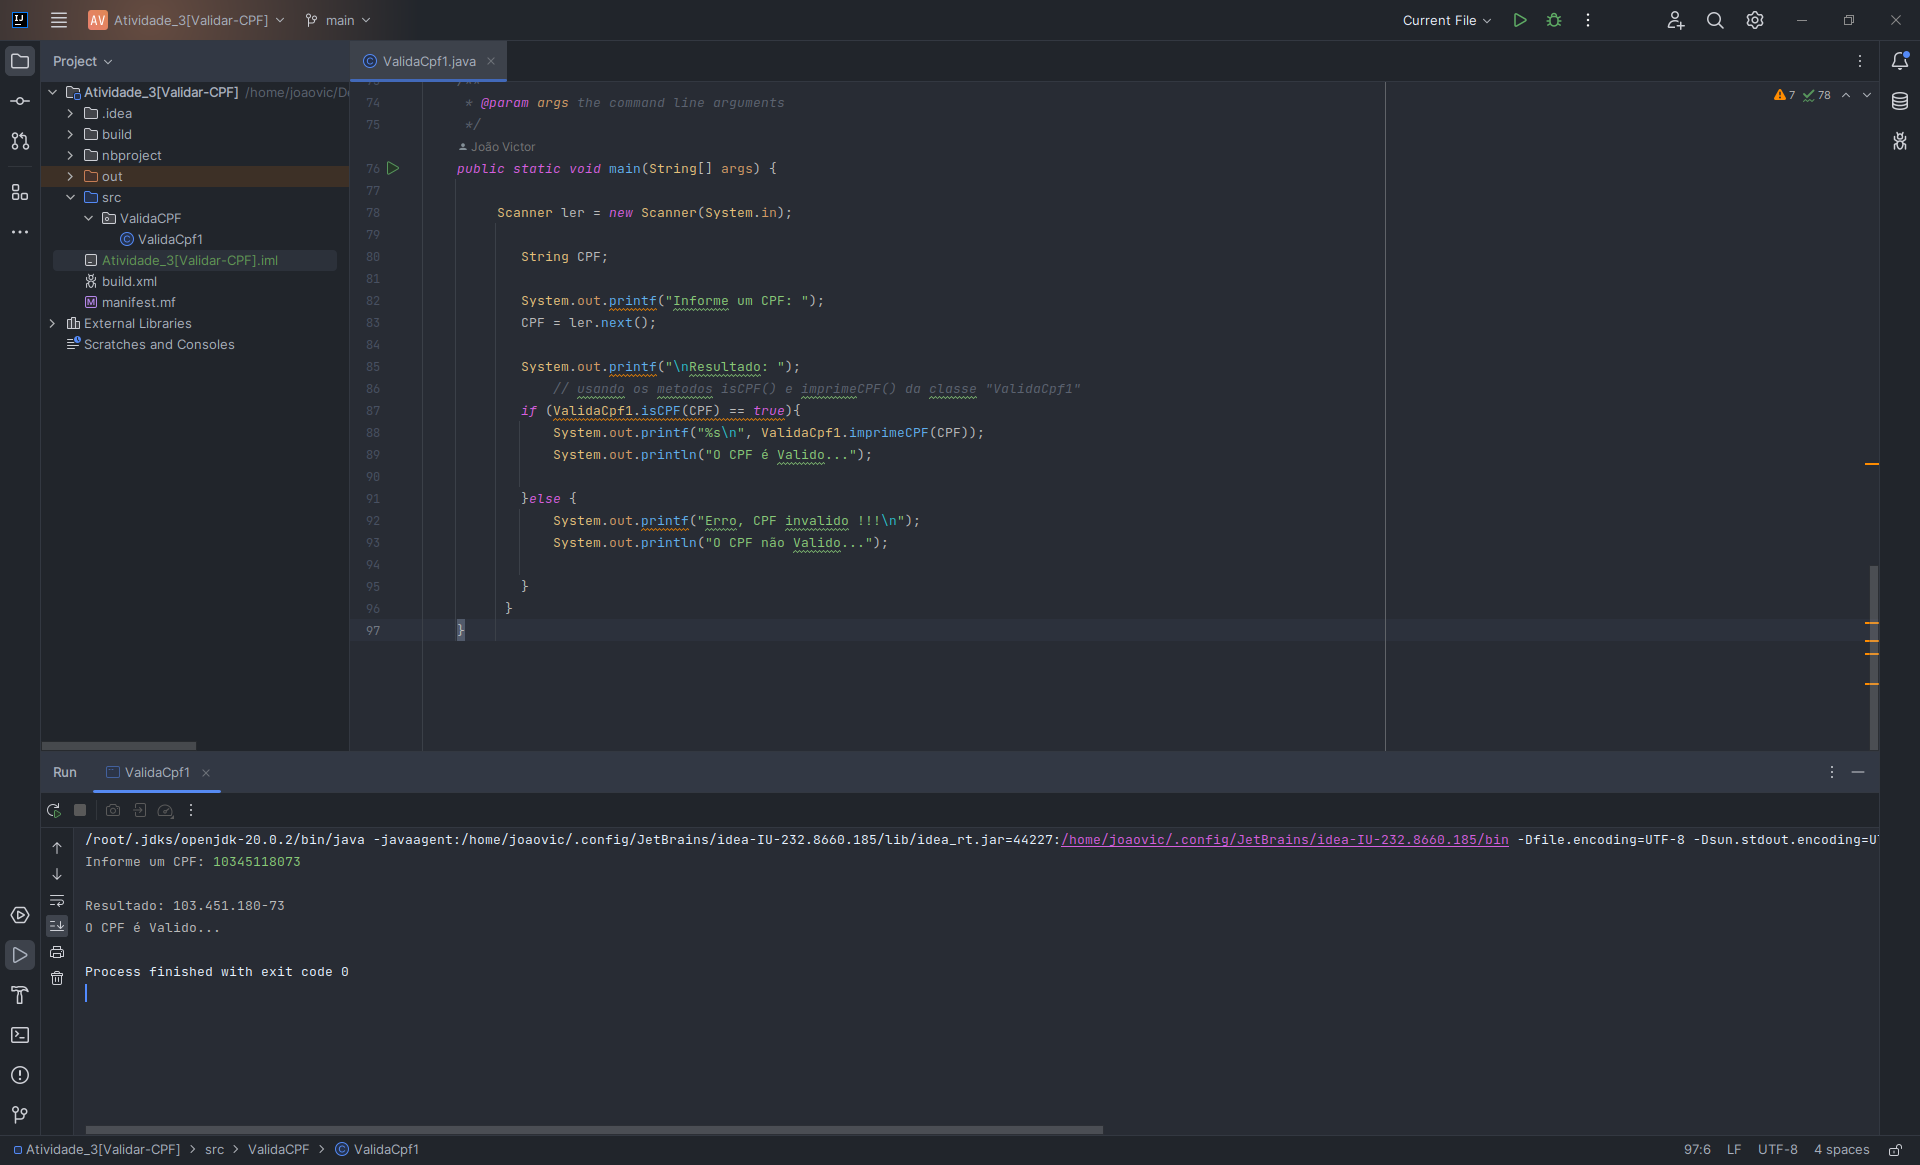 AV Atividade_3[Validar-CPF] main Current File
Project
ValidaCpf1.java
Atividade_3[Validar-CPF] /home/joaovic/D
.idea
build
nbproject
out
src
ValidaCPF
ValidaCpf1
Atividade_3[Validar-CPF].iml
build.xml
manifest.mf
External Libraries
Scratches and Consoles
7 78
74 * @param args the command line arguments
75 */
João Victor
76 public static void main(String[] args) {
77
78 Scanner ler = new Scanner(System.in);
79
80 String CPF;
81
82 System.out.printf("Informe um CPF: ");
83 CPF = ler.next();
84
85 System.out.printf("\nResultado: ");
86 // usando os metodos isCPF() e imprimeCPF() da classe "ValidaCpf1"
87 if (ValidaCpf1.isCPF(CPF) == true){
88 System.out.printf("%s\n", ValidaCpf1.imprimeCPF(CPF));
89 System.out.println("O CPF é Valido...");
90
91 }else {
92 System.out.printf("Erro, CPF invalido !!!\n");
93 System.out.println("O CPF não Valido...");
94
95 }
96 }
97 }
Run ValidaCpf1
/root/.jdks/openjdk-20.0.2/bin/java -javaagent:/home/joaovic/.config/JetBrains/idea-IU-232.8660.185/lib/idea_rt.jar=44227:/home/joaovic/.config/JetBrains/idea-IU-232.8660.185/bin -Dfile.encoding=UTF-8 -Dsun.stdout.encoding=U
Informe um CPF: 10345118073
Resultado: 103.451.180-73
O CPF é Valido...
Process finished with exit code 0
Atividade_3[Validar-CPF] > src > ValidaCPF > ValidaCpf1 97:6 LF UTF-8 4 spaces